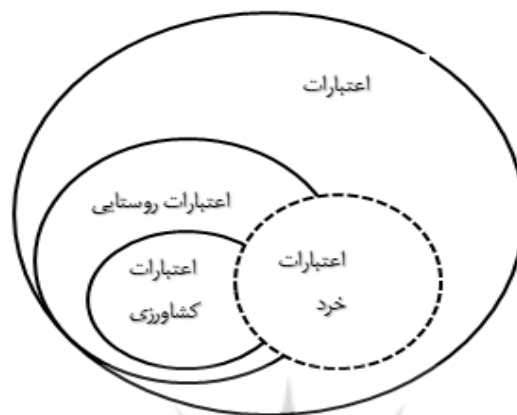 اعتبارات
اعتبارات روستایی
اعتبارات
کشاورزی
اعتبارات
خرد